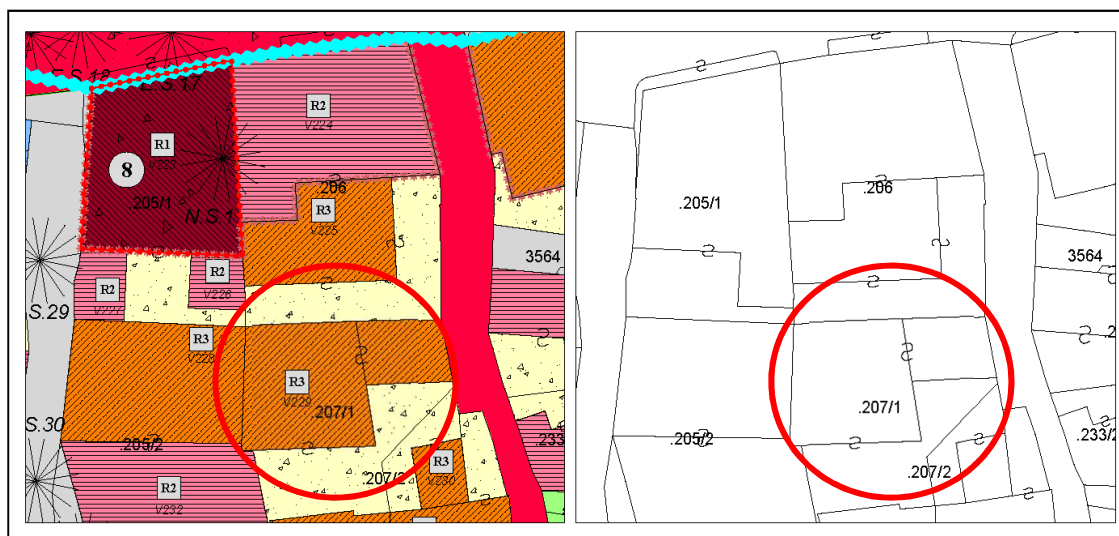 E.S.17
R2
V224
R1
8
.205/1
N.S.1
.206
R3
V225
R2
R2
V226
V227
3564
S.29
R3
V228
R3
V229
.207/1
S.30
.205/2
.207/2
R3
V230
.233/2
R2
V232
.206
.205/1
3564
.207/1
.205/2
.207/2
.233/2